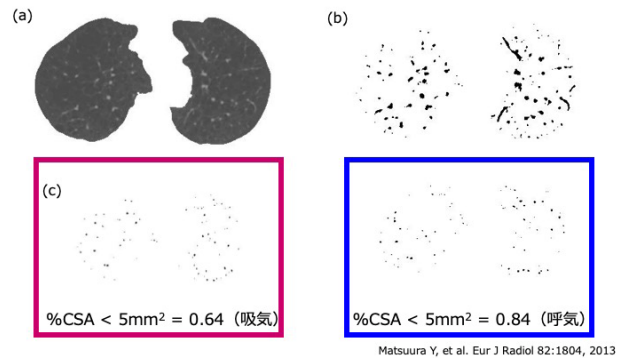 (a)
(b)
(c)
%CSA < 5mm² = 0.64（吸気）
%CSA < 5mm² = 0.84（呼気）
Matsuura Y, et al. Eur J Radiol 82:1804, 2013